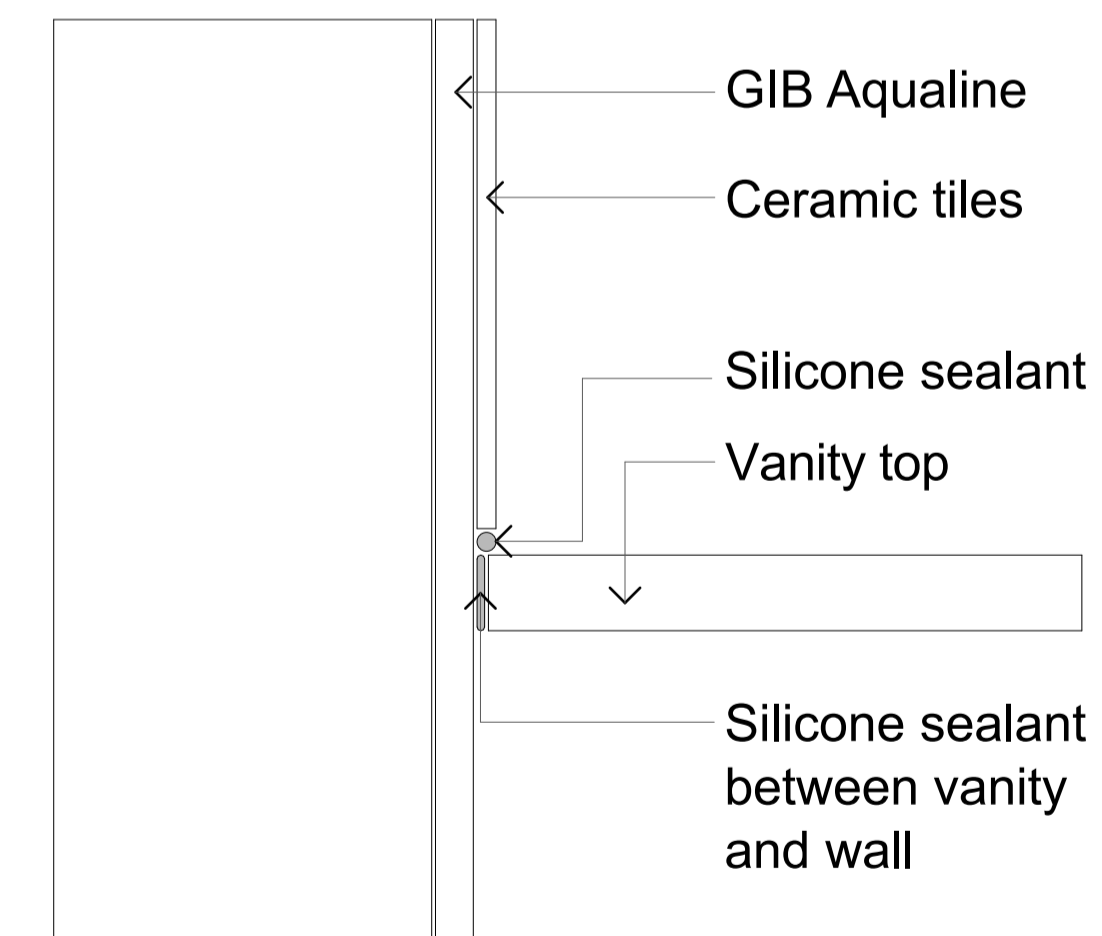 GIB Aqualine
Ceramic tiles
Silicone sealant
Vanity top
Silicone sealant
between vanity
and wall